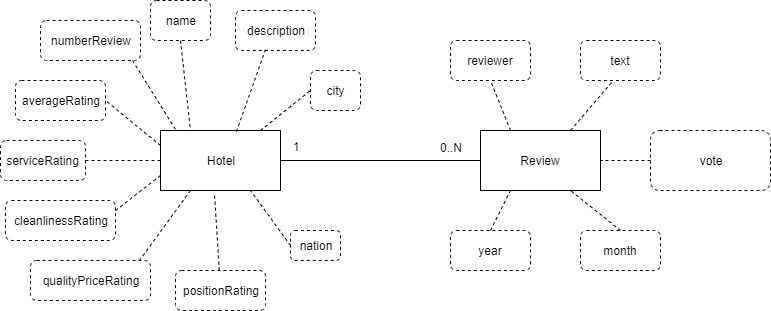 name
description
numberReview
reviewer
text
city
averageRating
1
0..N
serviceRating
Hotel
Review
vote
cleanlinessRating
nation
year
month
qualityPriceRating
positionRating